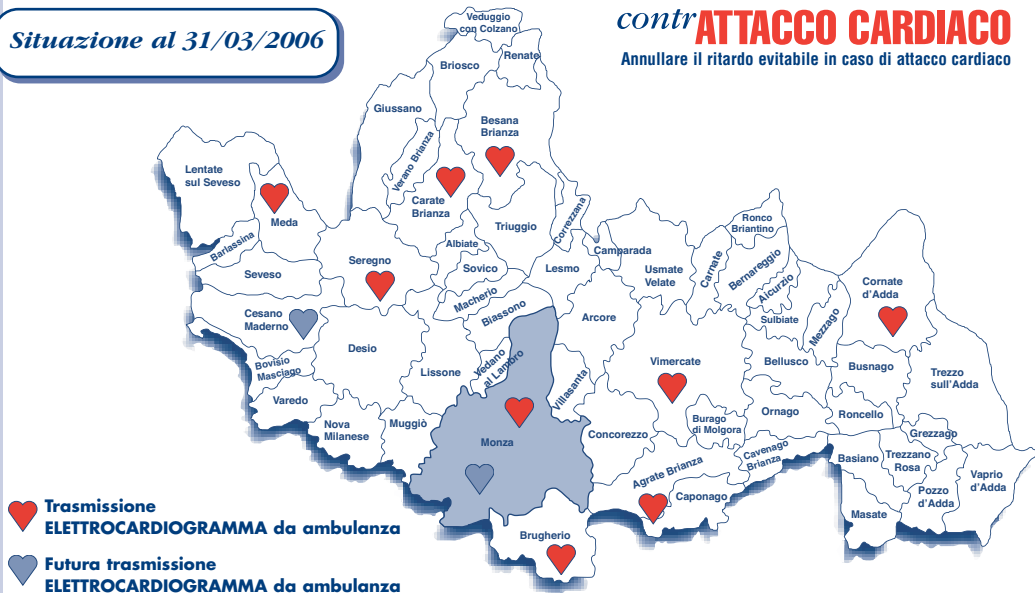 Situazione al 31/03/2006
contrATTACCO CARDIACO
Annullare il ritardo evitabile in caso di attacco cardiaco
Veduggio
con Colzano
Renate
Briosco
Giussano
Besana
Brianza
Verano Brianza
Carate
Brianza
Lentate
sul Seveso
Meda
Triuggio
Correzzana
Barlassina
Seveso
Seregno
Albiate
Sovico
Lesmo
Camparada
Usmate
Velate
Carnate
Ronco
Briantino
Bernareggio
Aicurzio
Cornate
d'Adda
Macherio
Biassono
Arcore
Sulbiate
Mezzago
Cesano
Maderno
Desio
Bovisio
Masciago
Lissone
Vedano
al Lambro
Villasanta
Vimercate
Bellusco
Busnago
Trezzo
sull'Adda
Varedo
Nova
Milanese
Muggiò
Monza
Concorezzo
Burago
di Molgora
Ornago
Roncello
Grezzago
Cavenago
Brianza
Basiano
Trezzano
Rosa
Vaprio
d'Adda
Agrate Brianza
Caponago
Pozzo
d'Adda
Masate
Brugherio
Trasmissione
ELETTROCARDIOGRAMMA da ambulanza
Futura trasmissione
ELETTROCARDIOGRAMMA da ambulanza